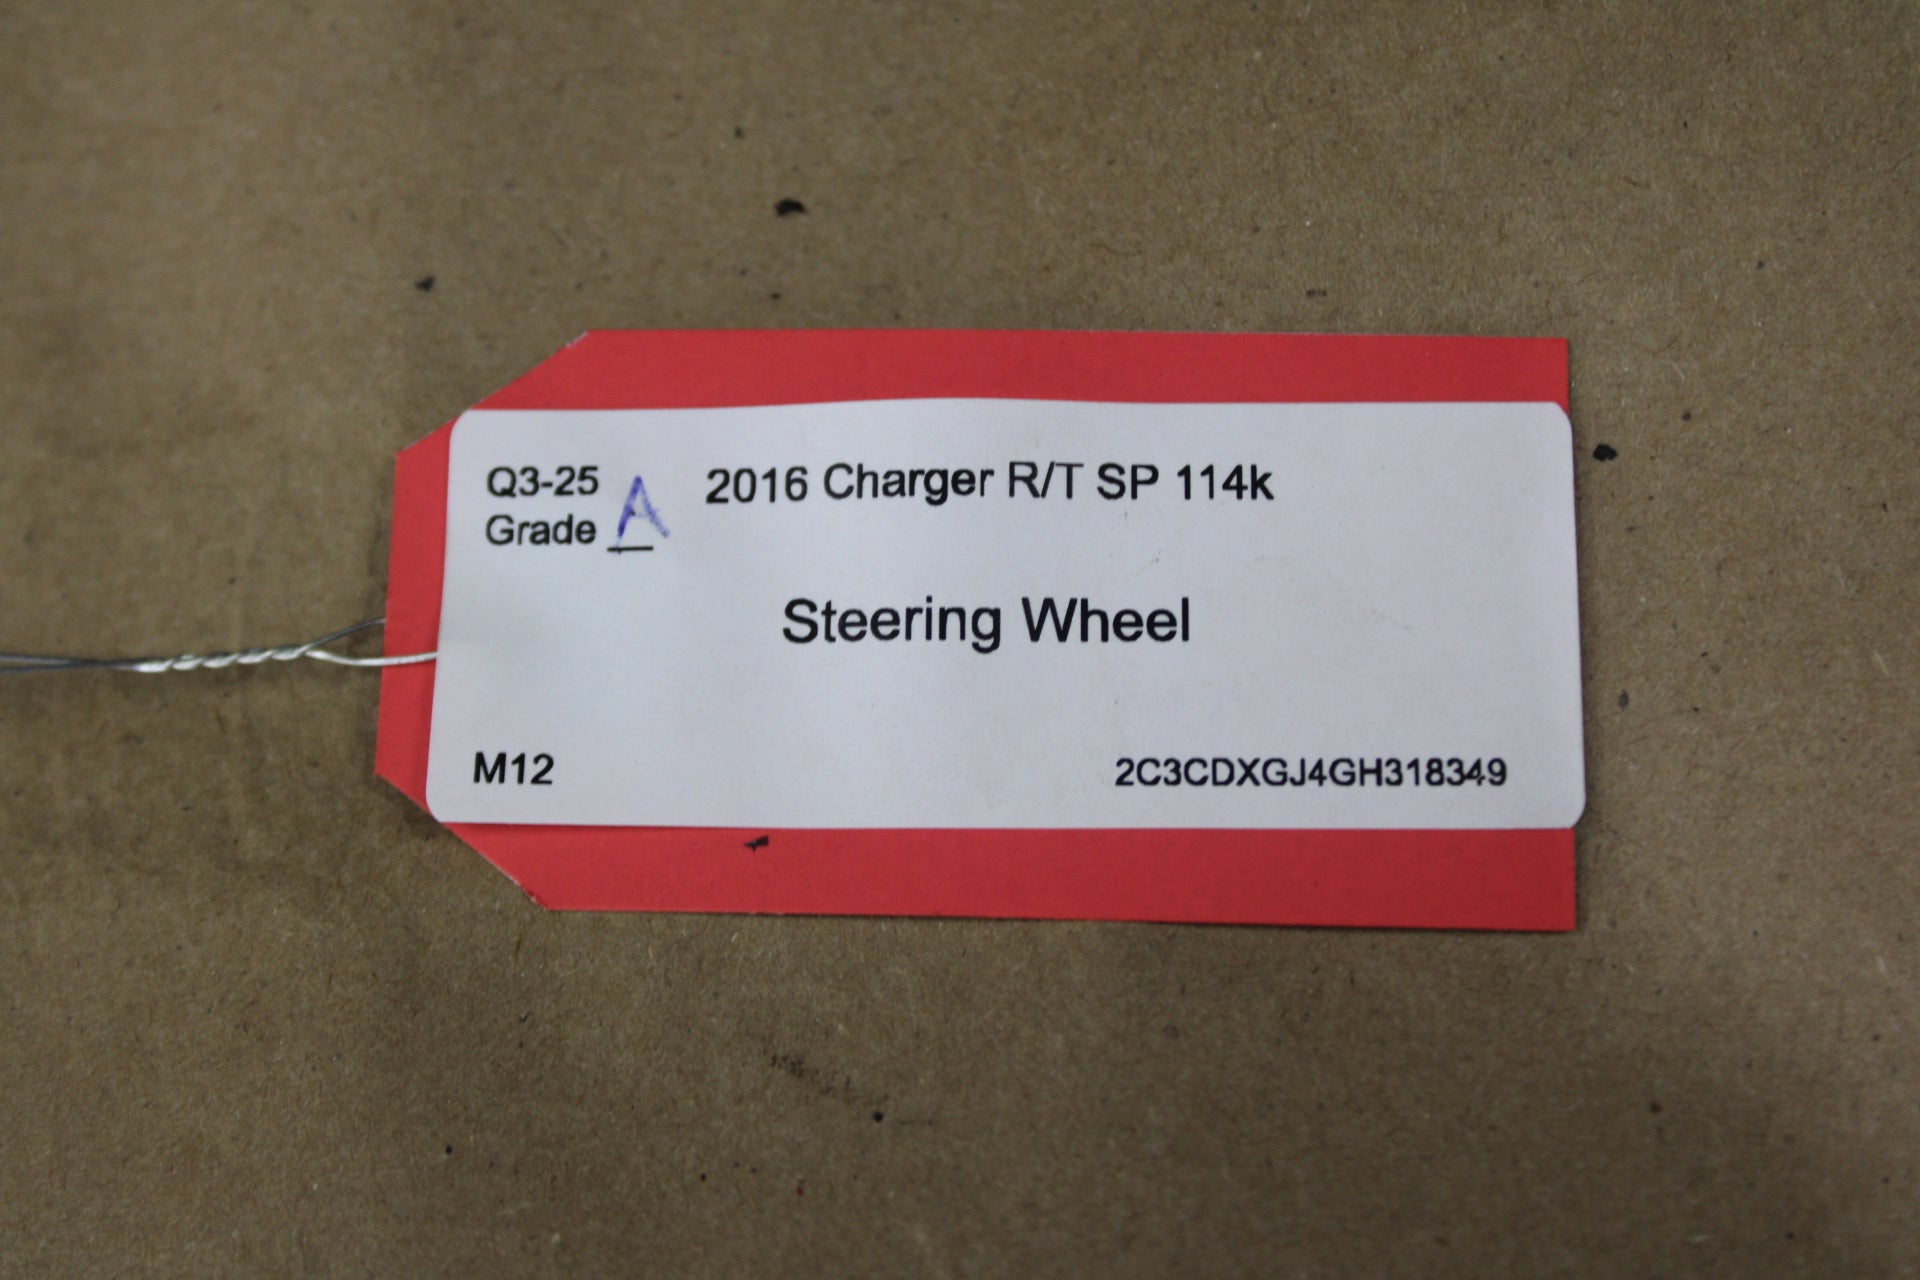 Q3-25
Grade A
2016 Charger R/T SP 114k
Steering Wheel
M12
2C3CDXGJ4GH318349